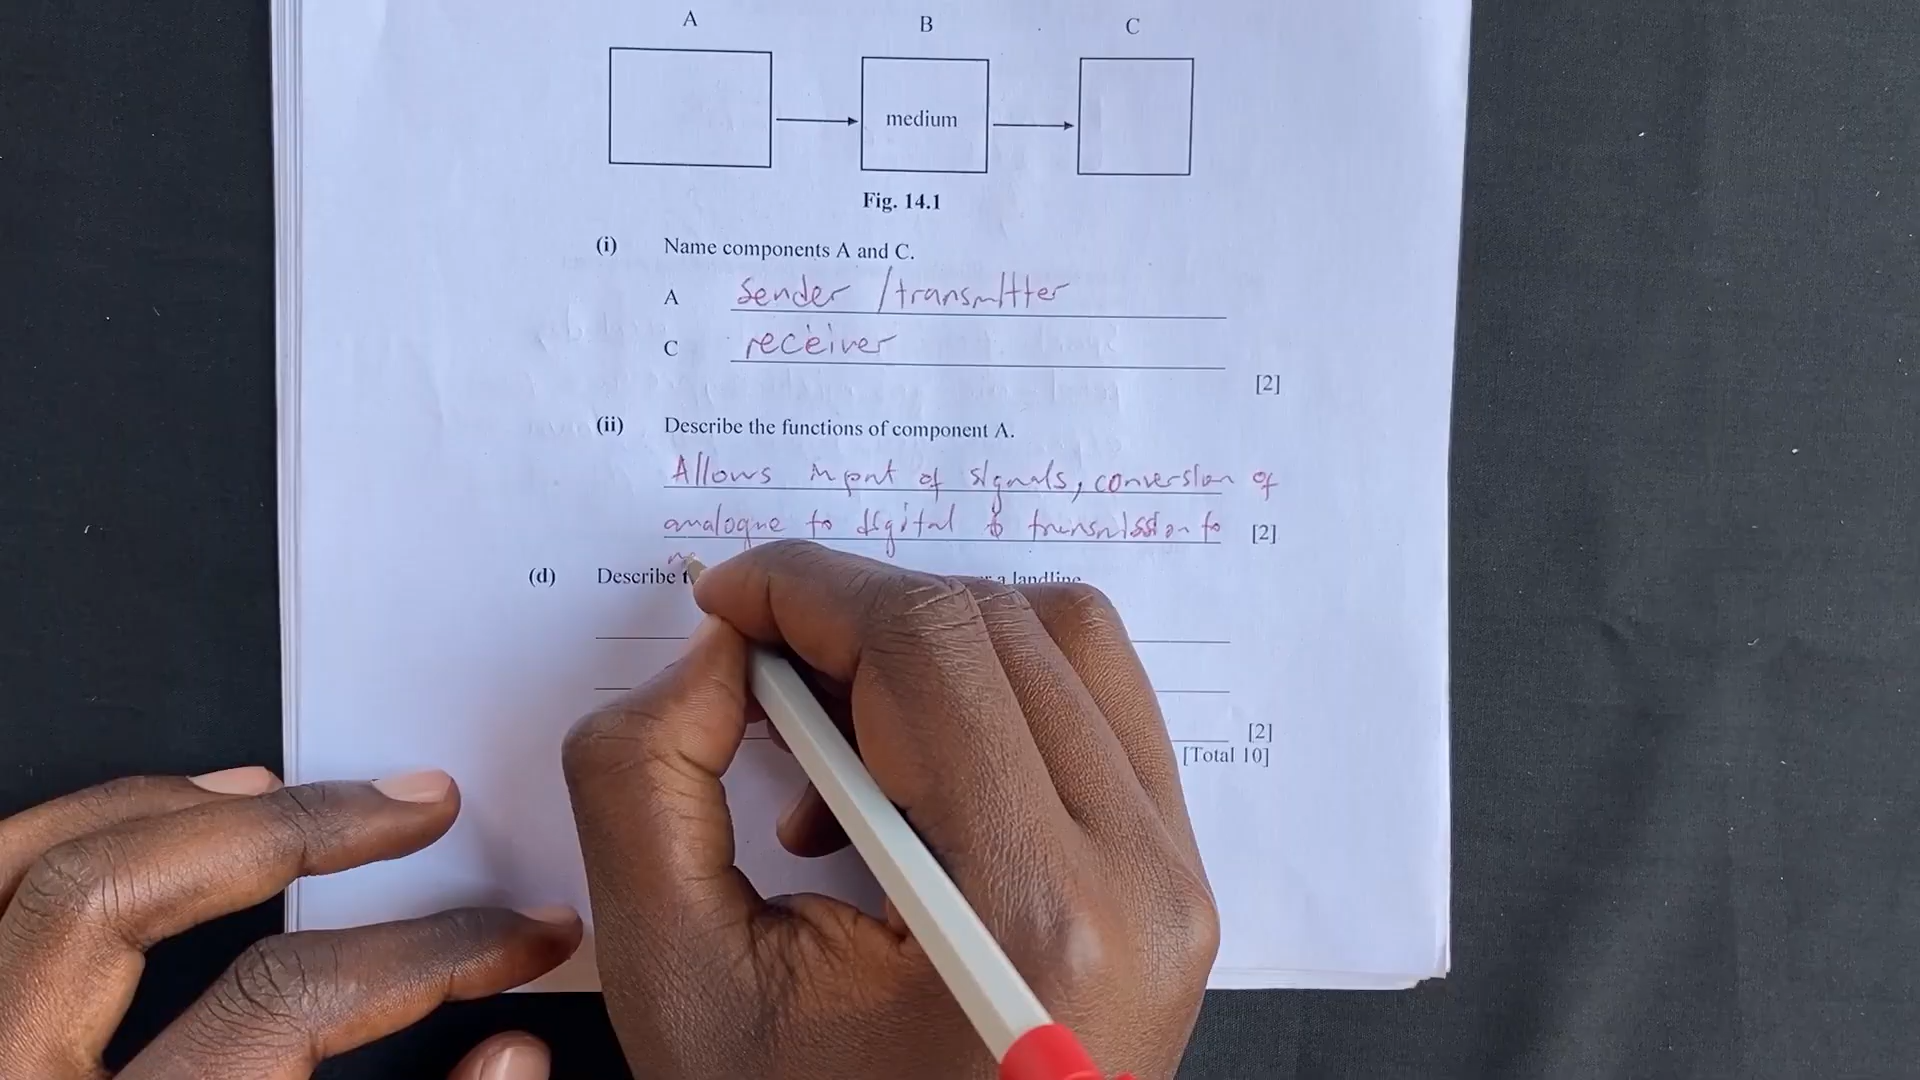 A B C
medium
Fig. 14.1
(i) Name components A and C.
A Sender / transmitter
C receiver
[2]
(ii) Describe the functions of component A.
Allows input of signals, conversion of
analogue to digital & transmission to [2]
(d) Describe a landline
[2]
[Total 10]